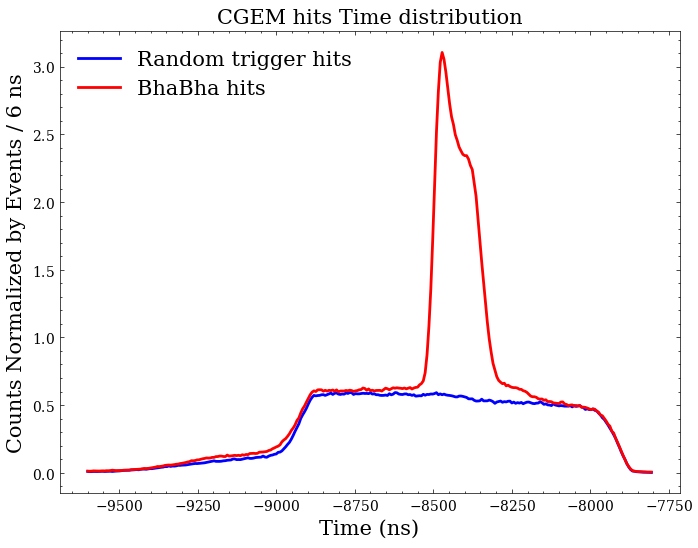 CGEM hits Time distribution
Random trigger hits
BhaBha hits
Counts Normalized by Events / 6 ns
3.0
2.5
2.0
1.5
1.0
0.5
0.0
−9500 −9250 −9000 −8750 −8500 −8250 −8000 −7750
Time (ns)